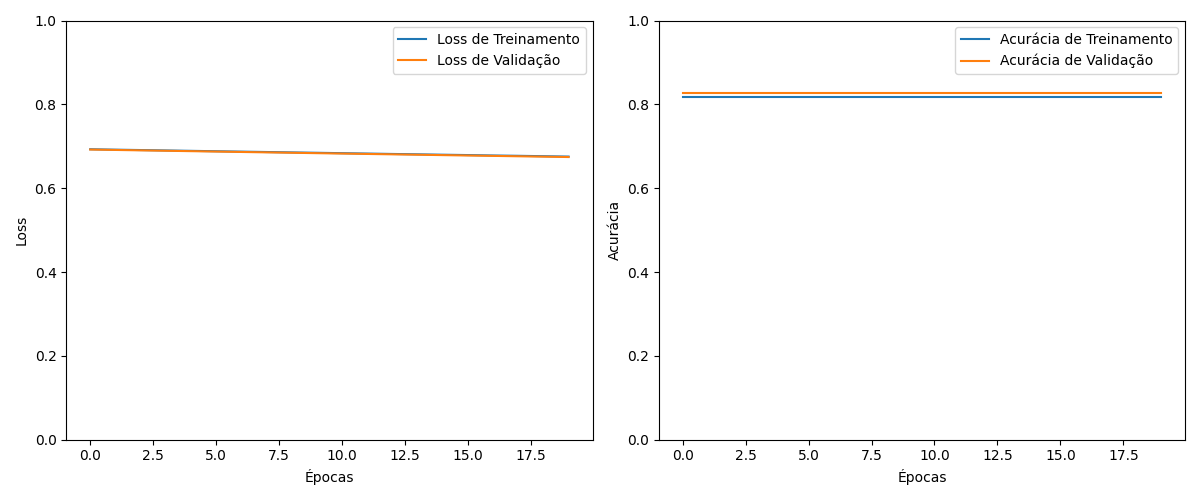 1.0
0.8
0.6
0.4
0.2
0.0
Loss
Loss de Treinamento
Loss de Validação
0.0 2.5 5.0 7.5 10.0 12.5 15.0 17.5
Épocas
1.0
0.8
0.6
0.4
0.2
0.0
Acurácia
Acurácia de Treinamento
Acurácia de Validação
0.0 2.5 5.0 7.5 10.0 12.5 15.0 17.5
Épocas